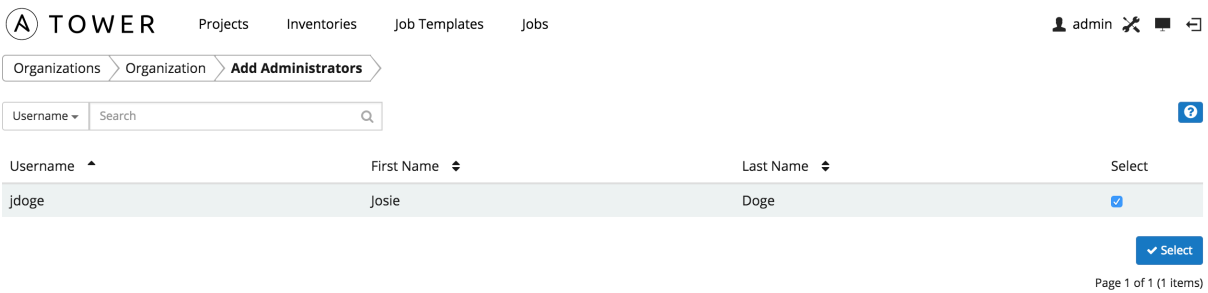 TOWER Projects Inventories Job Templates Jobs admin
Organizations Organization Add Administrators
Username Search
Username First Name Last Name Select
jdoge Josie Doge
Select
Page 1 of 1 (1 items)